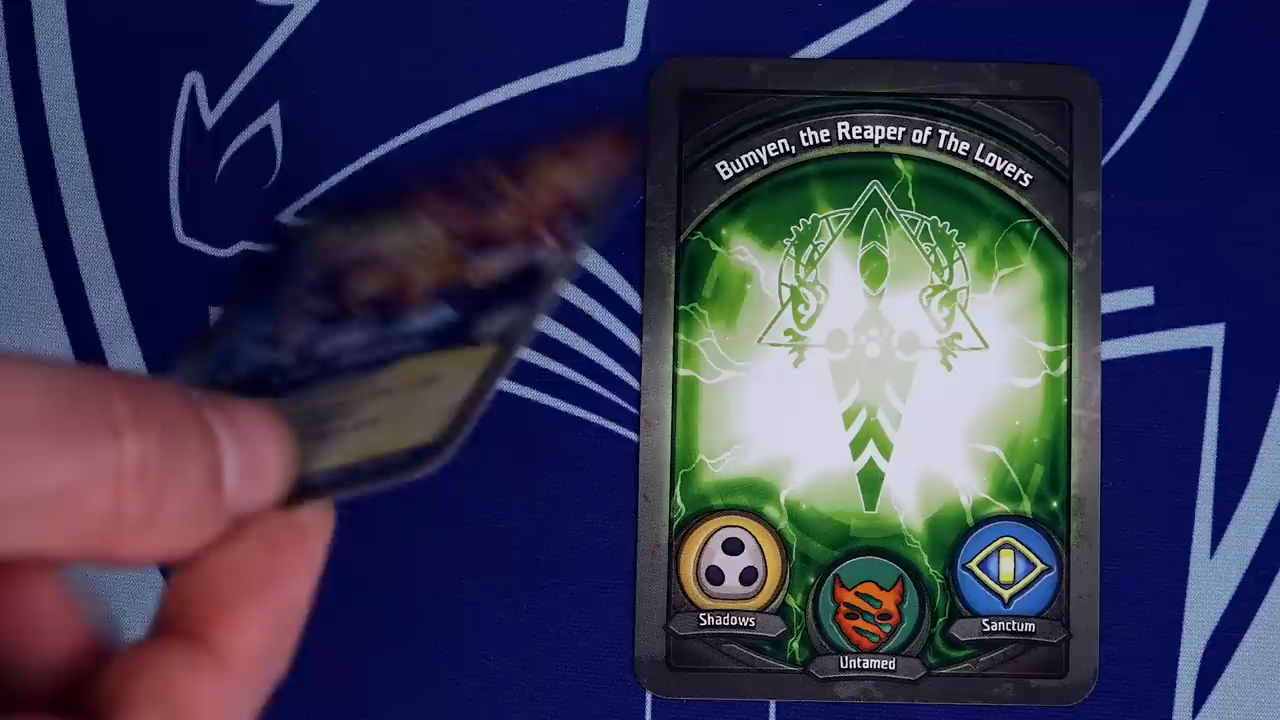 Bumyen, the Reaper of The Lovers
Shadows
Untamed
Sanctum